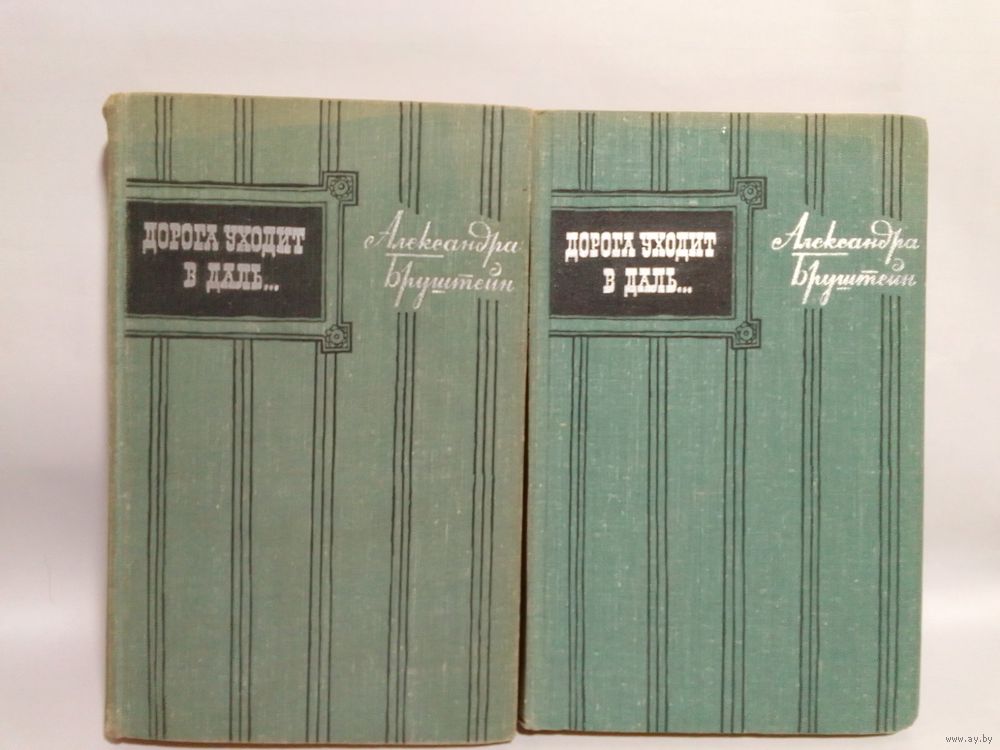 ДОРОГА УХОДИТ
В ДАЛЬ...
Александра
Бруштейн
ДОРОГА УХОДИТ
В ДАЛЬ...
Александра
Бруштейн
www.ay.by